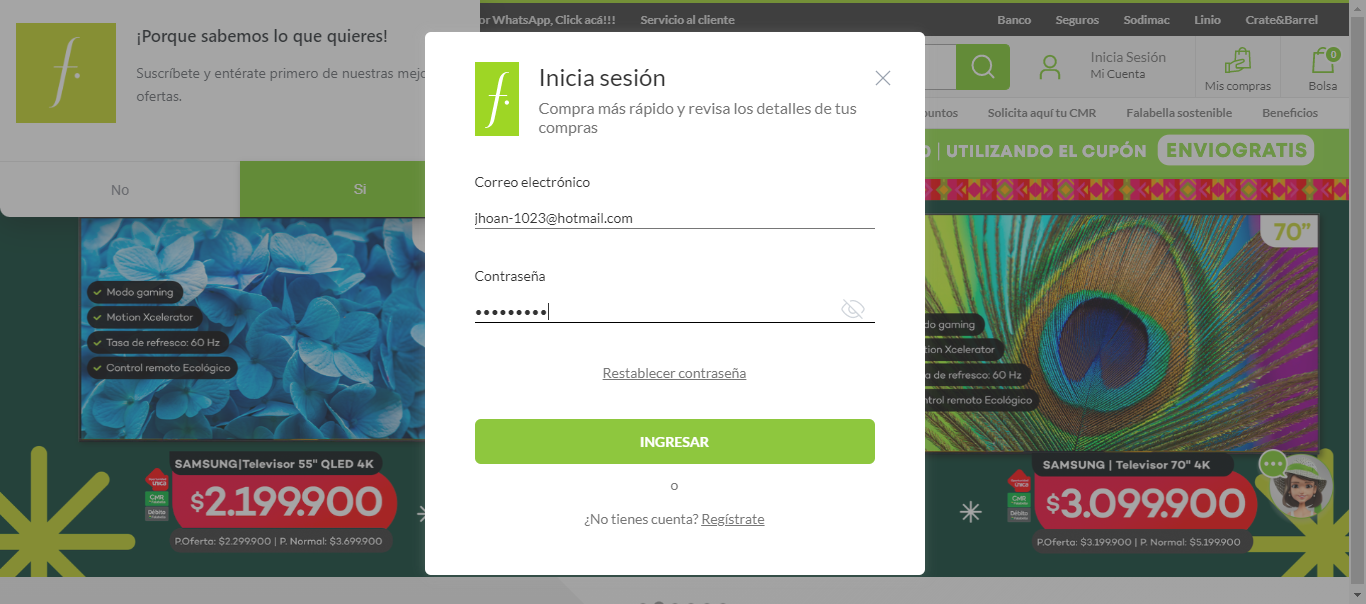 or WhatsApp, Click acá!!!
Servicio al cliente
Banco
Seguros
Sodimac
Linio
Crate&Barrel
¡Porque sabemos lo que quieres!
Suscríbete y entérate primero de nuestras
ofertas.
No
Si
Inicia Sesión
Mi Cuenta
Mis compras
0
Bolsa
Solicita aquí tu CMR
Falabella sostenible
Beneficios
UTILIZANDO EL CUPÓN
ENVIOGRATIS
f.
Inicia sesión
Compra más rápido y revisa los detalles de tus
compras
Correo electrónico
jhoan-1023@hotmail.com
Contraseña
•••••••••
Restablecer contraseña
INGRESAR
o
¿No tienes cuenta? Regístrate
Modo gaming
Motion Xcelerator
Tasa de refresco: 60 Hz
Control remoto Ecológico
SAMSUNG|Televisor 55" QLED 4K
CMR
Débito
$2.199.900
P.Oferta: $2.299.900 | P. Normal: $3.699.900
70”
do gaming
tion Xcelerator
a de refresco: 60 Hz
ntrol remoto Ecológico
SAMSUNG | Televisor 70" 4K
CMR
Débito
$3.099.900
P.Oferta: $3.199.900 | P. Normal: $5.199.900